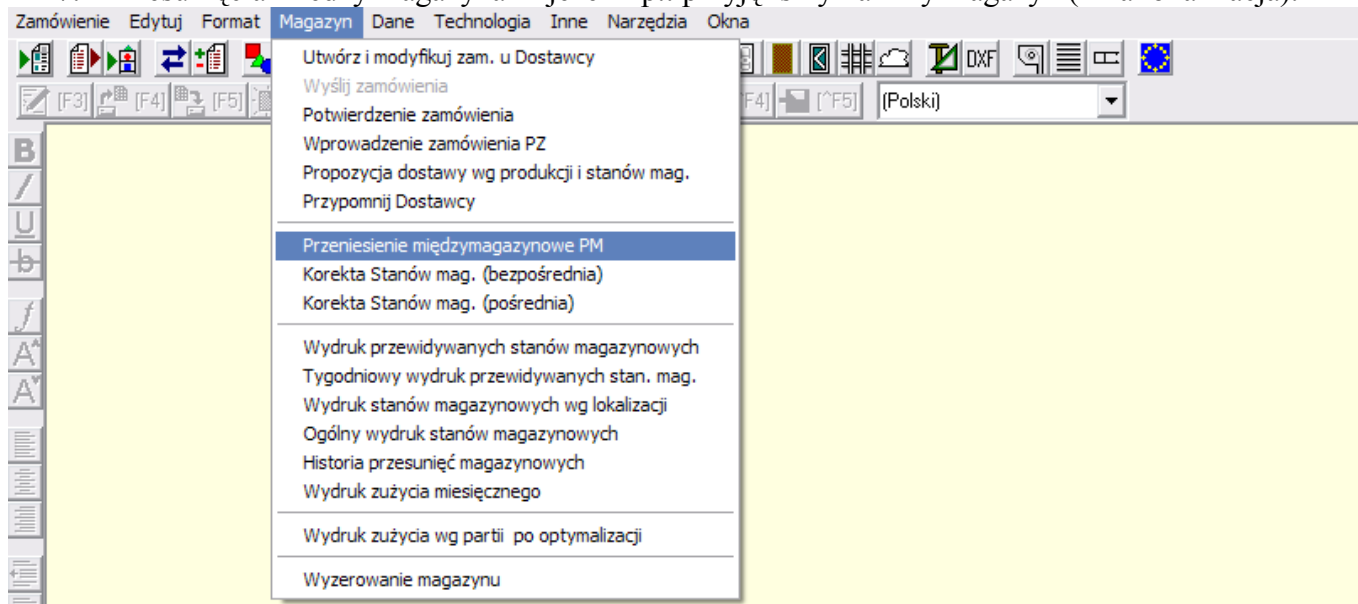 Zamówienie Edytuj Format Magazyn Dane Technologia Inne Narzędzia Okna
DXF
[F3] [F4] [F5] F4] [^F5] (Polski)
Utwórz i modyfikuj zam. u Dostawcy
Wyślij zamówienia
Potwierdzenie zamówienia
Wprowadzenie zamówienia PZ
Propozycja dostawy wg produkcji i stanów mag.
Przypomnij Dostawcy
Przeniesienie międzymagazynowe PM
Korekta Stanów mag. (bezpośrednia)
Korekta Stanów mag. (pośrednia)
Wydruk przewidywanych stanów magazynowych
Tygodniowy wydruk przewidywanych stan. mag.
Wydruk stanów magazynowych wg lokalizacji
Ogólny wydruk stanów magazynowych
Historia przesunięć magazynowych
Wydruk zużycia miesięcznego
Wydruk zużycia wg partii po optymalizacji
Wyzerowanie magazynu
B
I
U
b
f
A
A